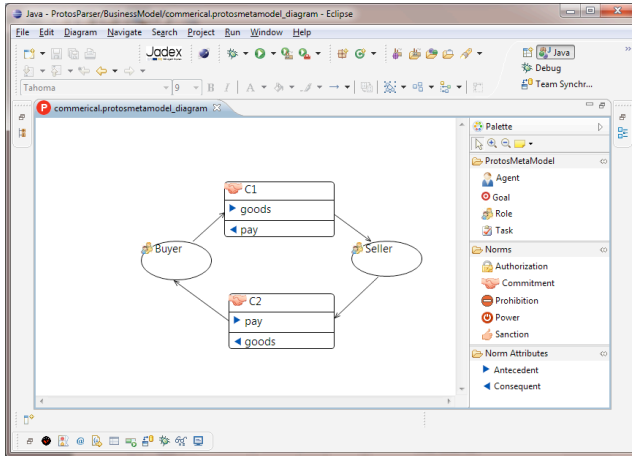 Java - ProtosParser/BusinessModel/commerical.protosmetamodel_diagram - Eclipse
File Edit Diagram Navigate Search Project Run Window Help
Jadex
Java
Debug
Team Synchr...
Tahoma 9 B I A
commerical.protosmetamodel_diagram
Palette
ProtosMetaModel
Agent
Goal
Role
Task
Norms
Authorization
Commitment
Prohibition
Power
Sanction
Norm Attributes
Antecedent
Consequent
C1
goods
pay
Buyer
Seller
C2
pay
goods